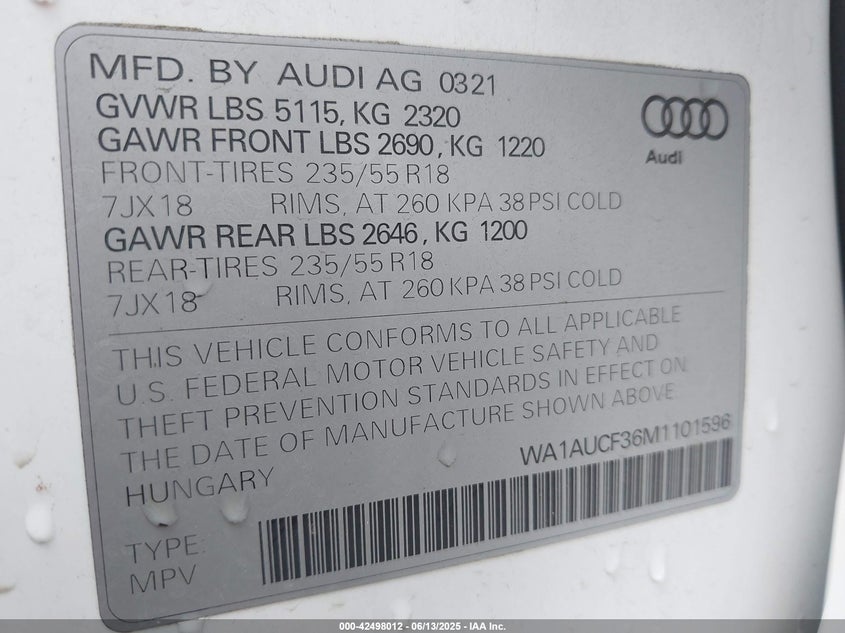 MFD. BY AUDI AG 0321
GVWR LBS 5115, KG 2320
GAWR FRONT LBS 2690, KG 1220
FRONT-TIRES 235/55 R18
7JX18 RIMS, AT 260 KPA 38 PSI COLD
GAWR REAR LBS 2646, KG 1200
REAR-TIRES 235/55 R18
7JX18 RIMS, AT 260 KPA 38 PSI COLD
Audi
THIS VEHICLE CONFORMS TO ALL APPLICABLE
U.S. FEDERAL MOTOR VEHICLE SAFETY AND
THEFT PREVENTION STANDARDS IN EFFECT ON
THE DATE OF MANUFACTURE SHOWN ABOVE
HUNGARY
WA1AUCF36M1101596
TYPE:
MPV
000-42498012 - 06/13/2025 - IAA Inc.